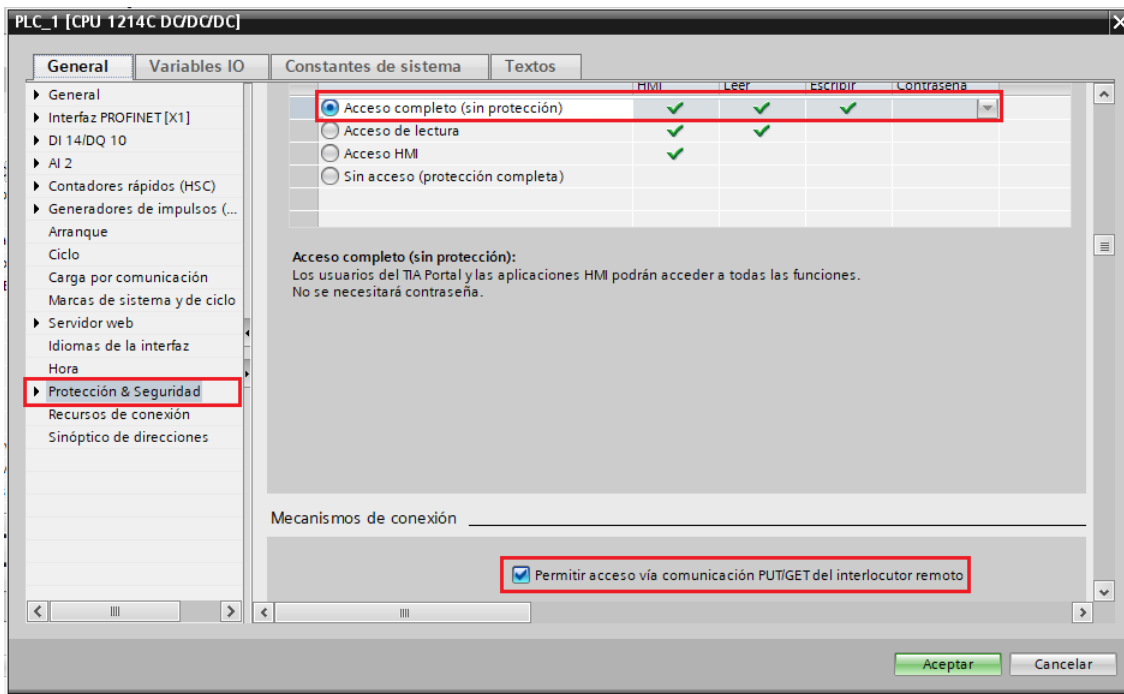 PLC_1 [CPU 1214C DC/DC/DC]
General
Variables IO
Constantes de sistema
Textos
General
Interfaz PROFINET [X1]
DI 14/DQ 10
AI 2
Contadores rápidos (HSC)
Generadores de impulsos (...
Arranque
Ciclo
Carga por comunicación
Marcas de sistema y de ciclo
Servidor web
Idiomas de la interfaz
Hora
Protección & Seguridad
Recursos de conexión
Sinóptico de direcciones
HMI Leer Escribir Contraseña
Acceso completo (sin protección)
Acceso de lectura
Acceso HMI
Sin acceso (protección completa)
Acceso completo (sin protección):
Los usuarios del TIA Portal y las aplicaciones HMI podrán acceder a todas las funciones.
No se necesitará contraseña.
Mecanismos de conexión
Permitir acceso vía comunicación PUT/GET del interlocutor remoto
Aceptar
Cancelar